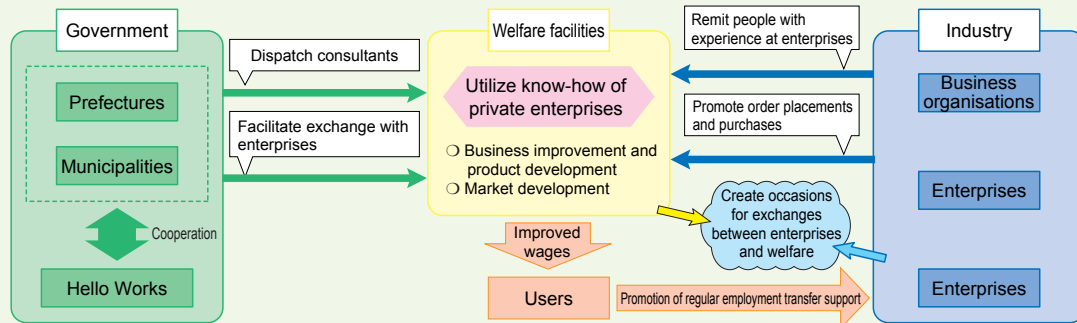 Government
Prefectures
Municipalities
Cooperation
Hello Works
Dispatch consultants
Facilitate exchange with
enterprises
Welfare facilities
Utilize know-how of
private enterprises
❍ Business improvement and
product development
❍ Market development
Improved
wages
Users
Promotion of regular employment transfer support
Remit people with
experience at enterprises
Promote order placements
and purchases
Create occasions
for exchanges
between enterprises
and welfare
Industry
Business
organisations
Enterprises
Enterprises